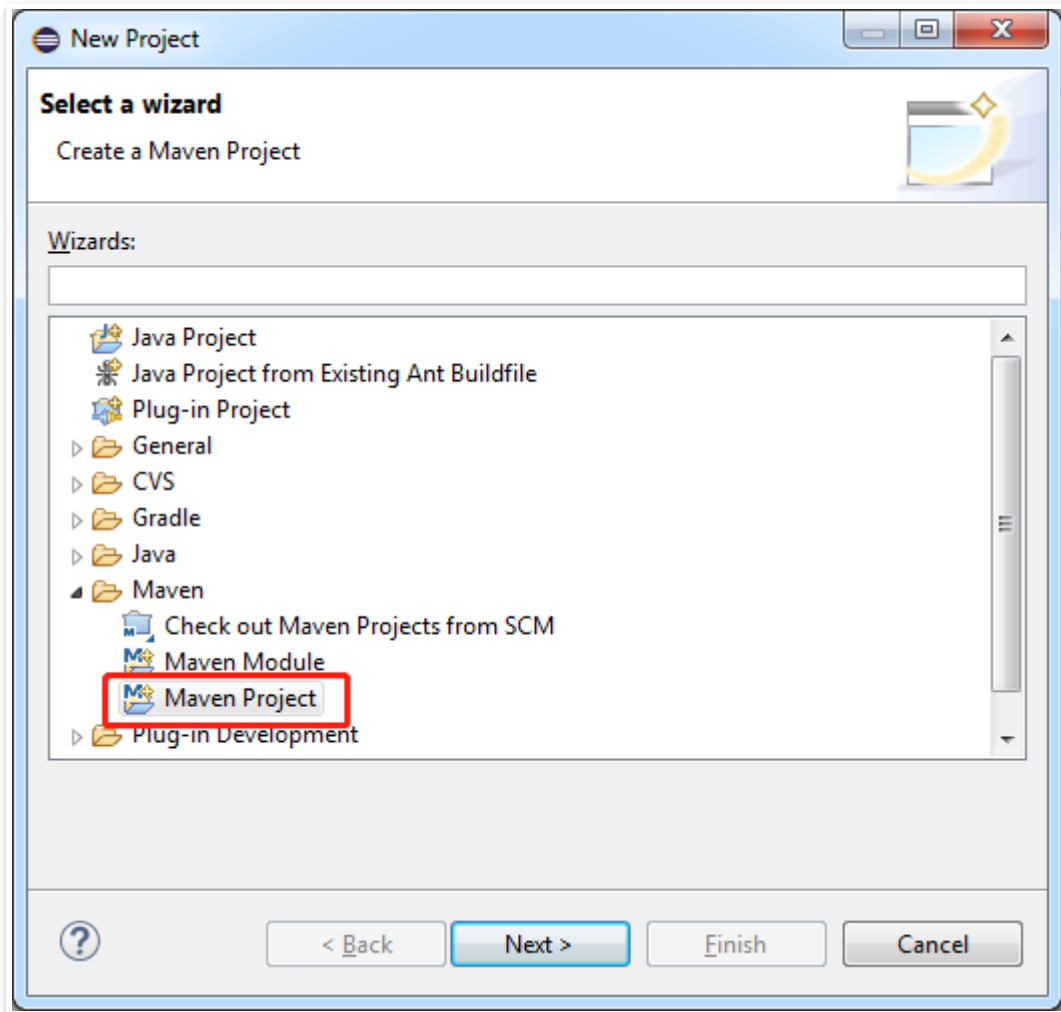 New Project
Select a wizard
Create a Maven Project
Wizards:
Java Project
Java Project from Existing Ant Buildfile
Plug-in Project
General
CVS
Gradle
Java
Maven
Check out Maven Projects from SCM
Maven Module
Maven Project
Plug-in Development
? < Back Next > Finish Cancel